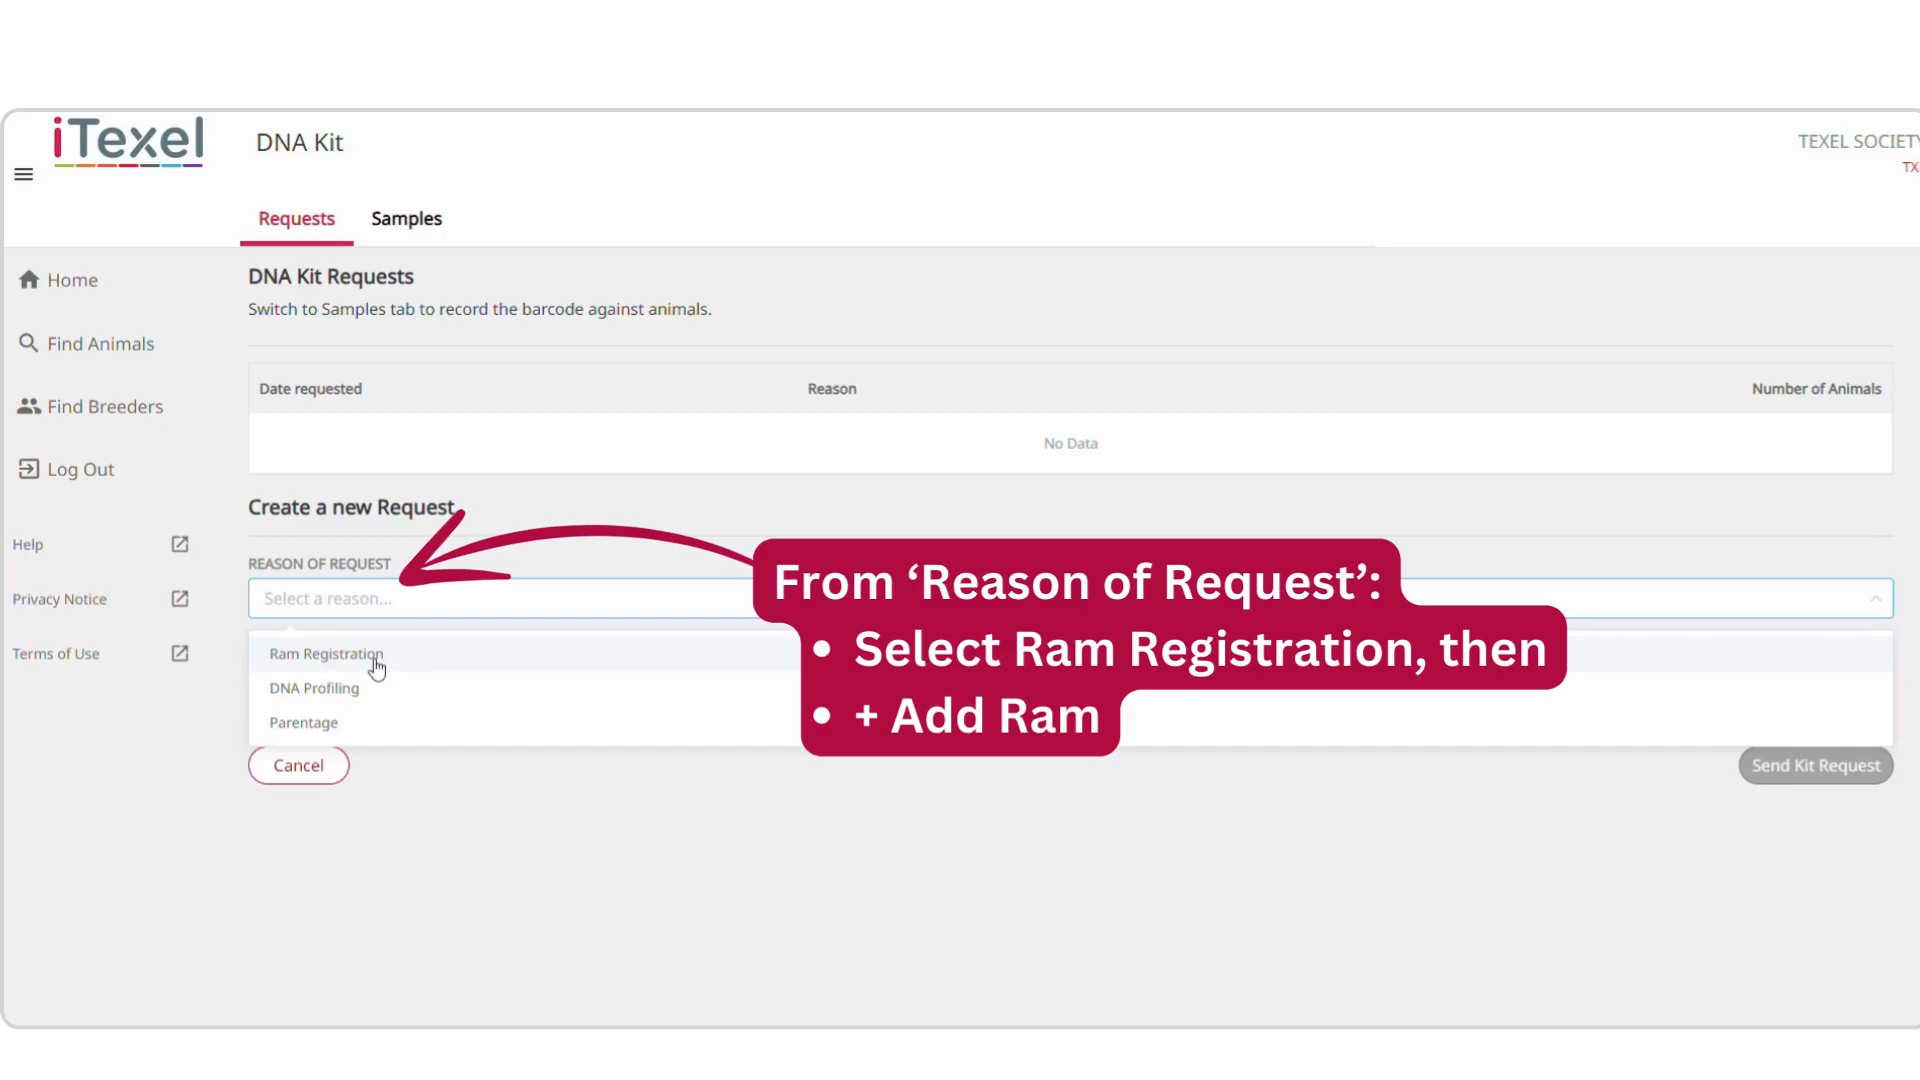 iTexel
DNA Kit
TEXEL SOCIETY
TX
Requests
Samples
Home
Find Animals
Find Breeders
Log Out
Help
Privacy Notice
Terms of Use
DNA Kit Requests
Switch to Samples tab to record the barcode against animals.
Date requested
Reason
Number of Animals
No Data
Create a new Request
REASON OF REQUEST
Select a reason...
Ram Registration
DNA Profiling
Parentage
From ‘Reason of Request’:
• Select Ram Registration, then
• + Add Ram
Cancel
Send Kit Request